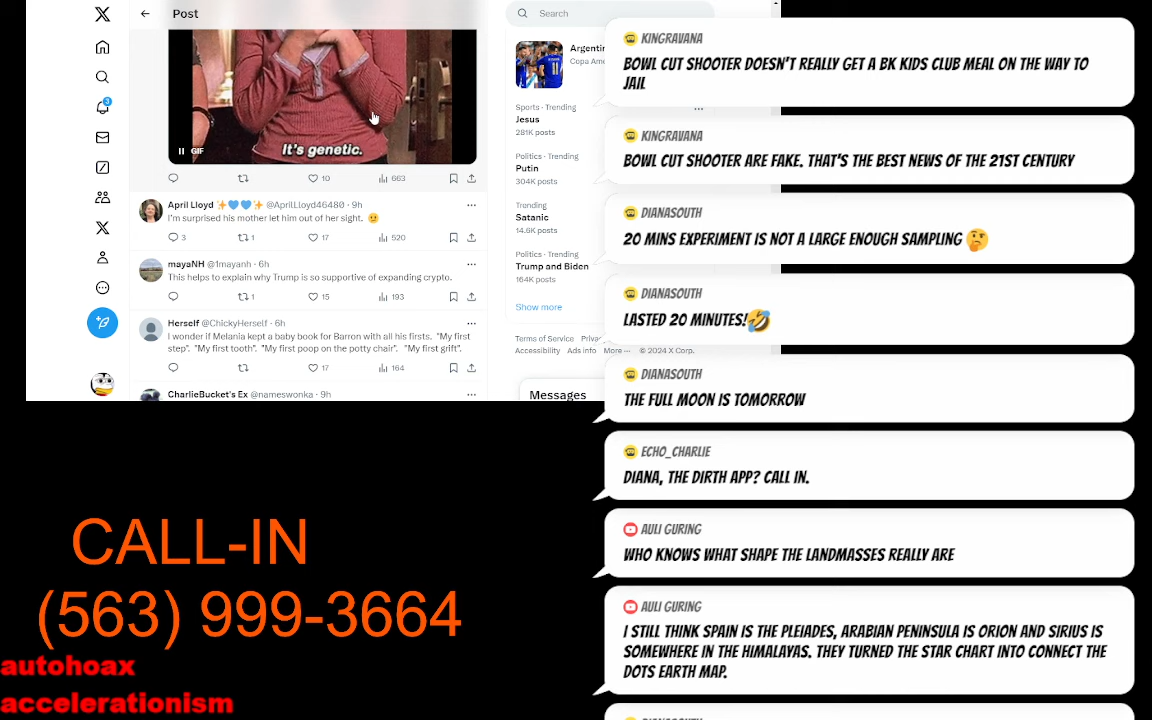 Post
It's genetic.
GIF
10
663
April Lloyd ✨💙💙✨ @AprilLloyd46480 · 9h
I'm surprised his mother let him out of her sight. 😕
3
1
17
520
mayaNH @1mayanh · 6h
This helps to explain why Trump is so supportive of expanding crypto.
1
15
193
Herself @ChickyHerself · 6h
I wonder if Melania kept a baby book for Barron with all his firsts. "My first
step". "My first tooth". "My first poop on the potty chair". "My first grift".
17
164
CharlieBucket's Ex @nameswonka · 9h
3
Search
Argentin
Copa Ame
Sports · Trending
Jesus
281K posts
Politics · Trending
Putin
304K posts
Trending
Satanic
14.6K posts
Politics · Trending
Trump and Biden
164K posts
Show more
Terms of Service Privac
Accessibility Ads info More ··· © 2024 X Corp.
Messages
KINGRAVANA
BOWL CUT SHOOTER DOESN'T REALLY GET A BK KIDS CLUB MEAL ON THE WAY TO
JAIL
KINGRAVANA
BOWL CUT SHOOTER ARE FAKE. THAT'S THE BEST NEWS OF THE 21ST CENTURY
DIANASOUTH
20 MINS EXPERIMENT IS NOT A LARGE ENOUGH SAMPLING 🤔
DIANASOUTH
LASTED 20 MINUTES!🤣
DIANASOUTH
THE FULL MOON IS TOMORROW
ECHO_CHARLIE
DIANA, THE DIRTH APP? CALL IN.
AULI GURING
WHO KNOWS WHAT SHAPE THE LANDMASSES REALLY ARE
AULI GURING
I STILL THINK SPAIN IS THE PLEIADES, ARABIAN PENINSULA IS ORION AND SIRIUS IS
SOMEWHERE IN THE HIMALAYAS. THEY TURNED THE STAR CHART INTO CONNECT THE
DOTS EARTH MAP.
CALL-IN
(563) 999-3664
autohoax
accelerationism